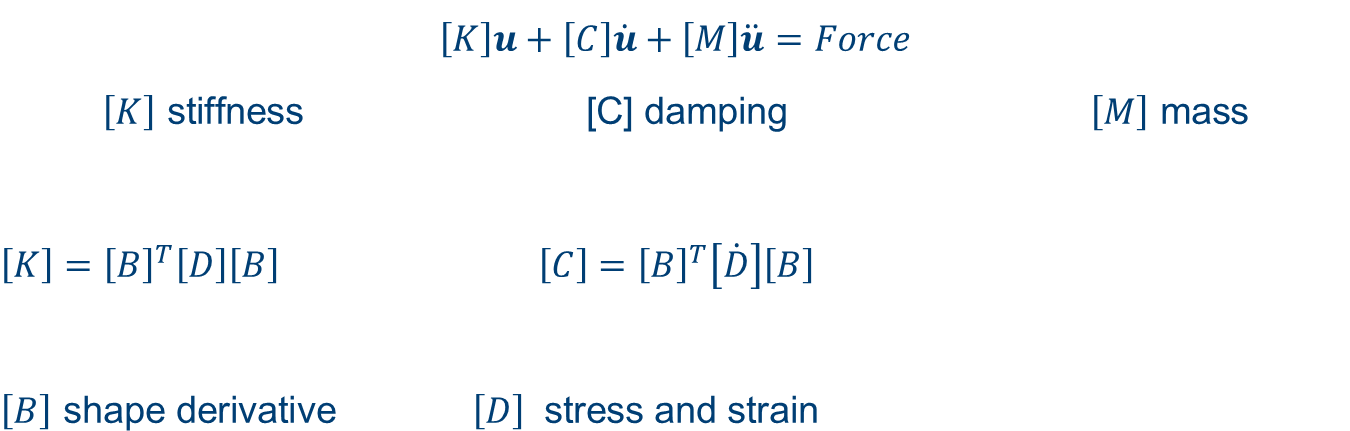 [K]𝒖 + [C]𝒖̇ + [M]𝒖̈ = Force
[K] stiffness [C] damping [M] mass
[K] = [B]ᵀ[D][B] [C] = [B]ᵀ[Ḋ][B]
[B] shape derivative [D] stress and strain